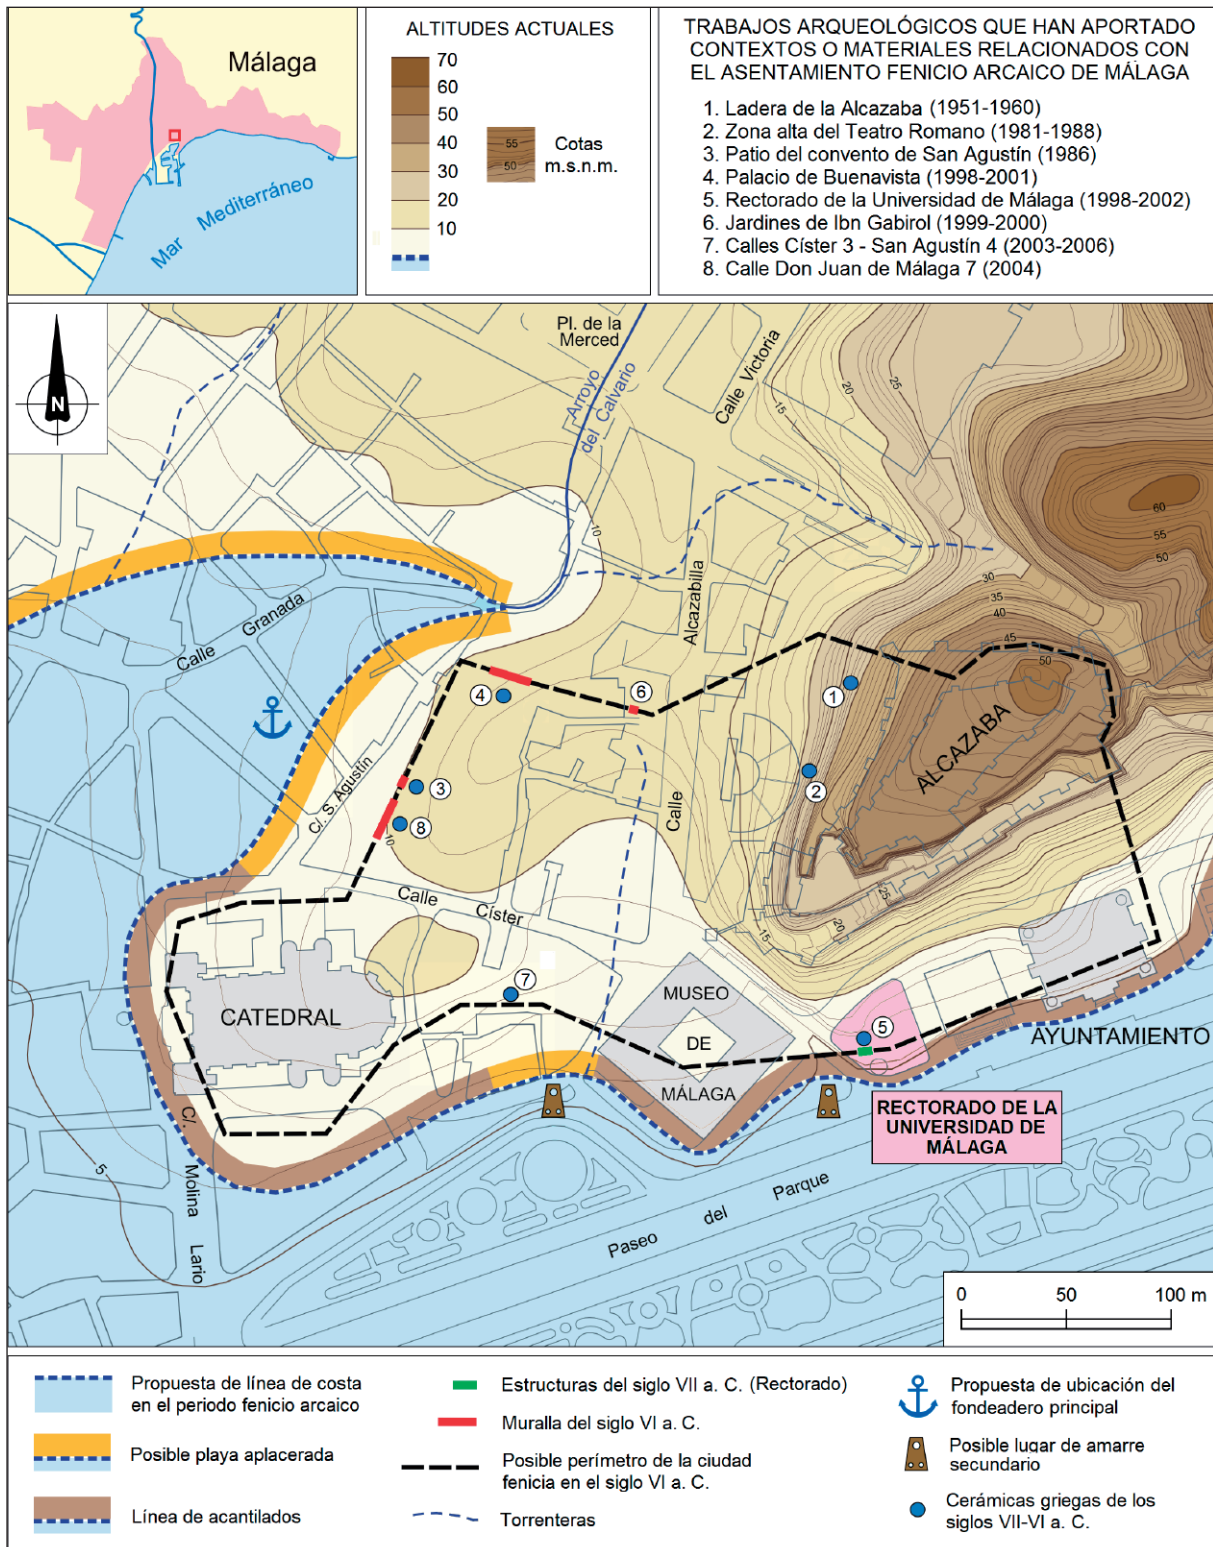 Málaga
Mar Mediterráneo
ALTITUDES ACTUALES
70
60
50
40
30
20
10
55
50
Cotas
m.s.n.m.
TRABAJOS ARQUEOLÓGICOS QUE HAN APORTADO
CONTEXTOS O MATERIALES RELACIONADOS CON
EL ASENTAMIENTO FENICIO ARCAICO DE MÁLAGA
1. Ladera de la Alcazaba (1951-1960)
2. Zona alta del Teatro Romano (1981-1988)
3. Patio del convento de San Agustín (1986)
4. Palacio de Buenavista (1998-2001)
5. Rectorado de la Universidad de Málaga (1998-2002)
6. Jardines de Ibn Gabirol (1999-2000)
7. Calles Císter 3 - San Agustín 4 (2003-2006)
8. Calle Don Juan de Málaga 7 (2004)
N
Pl. de la
Merced
Arroyo
del Calvario
Calle Victoria
20
25
15
15
10
60
55
50
30
35
40
45
50
Calle Granada
Alcazabilla
Calle
C/. S. Agustín
4
6
1
2
3
8
10
ALCAZABA
Calle Císter
25
20
15
7
CATEDRAL
MUSEO
DE
MÁLAGA
5
AYUNTAMIENTO
RECTORADO DE LA
UNIVERSIDAD DE
MÁLAGA
C/. Molina Lario
5
Paseo del Parque
0 50 100 m
Propuesta de línea de costa
en el periodo fenicio arcaico
Posible playa aplacerada
Línea de acantilados
Estructuras del siglo VII a. C. (Rectorado)
Muralla del siglo VI a. C.
Posible perímetro de la ciudad
fenicia en el siglo VI a. C.
Torrenteras
Propuesta de ubicación del
fondeadero principal
Posible lugar de amarre
secundario
Cerámicas griegas de los
siglos VII-VI a. C.